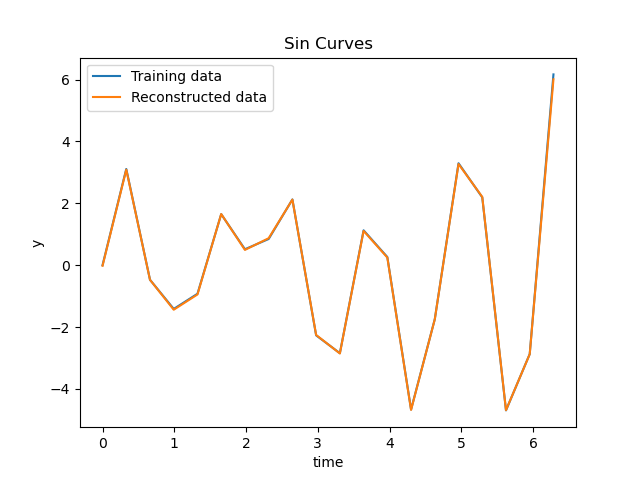 Sin Curves
Training data
Reconstructed data
6
4
2
0
−2
−4
y
0 1 2 3 4 5 6
time